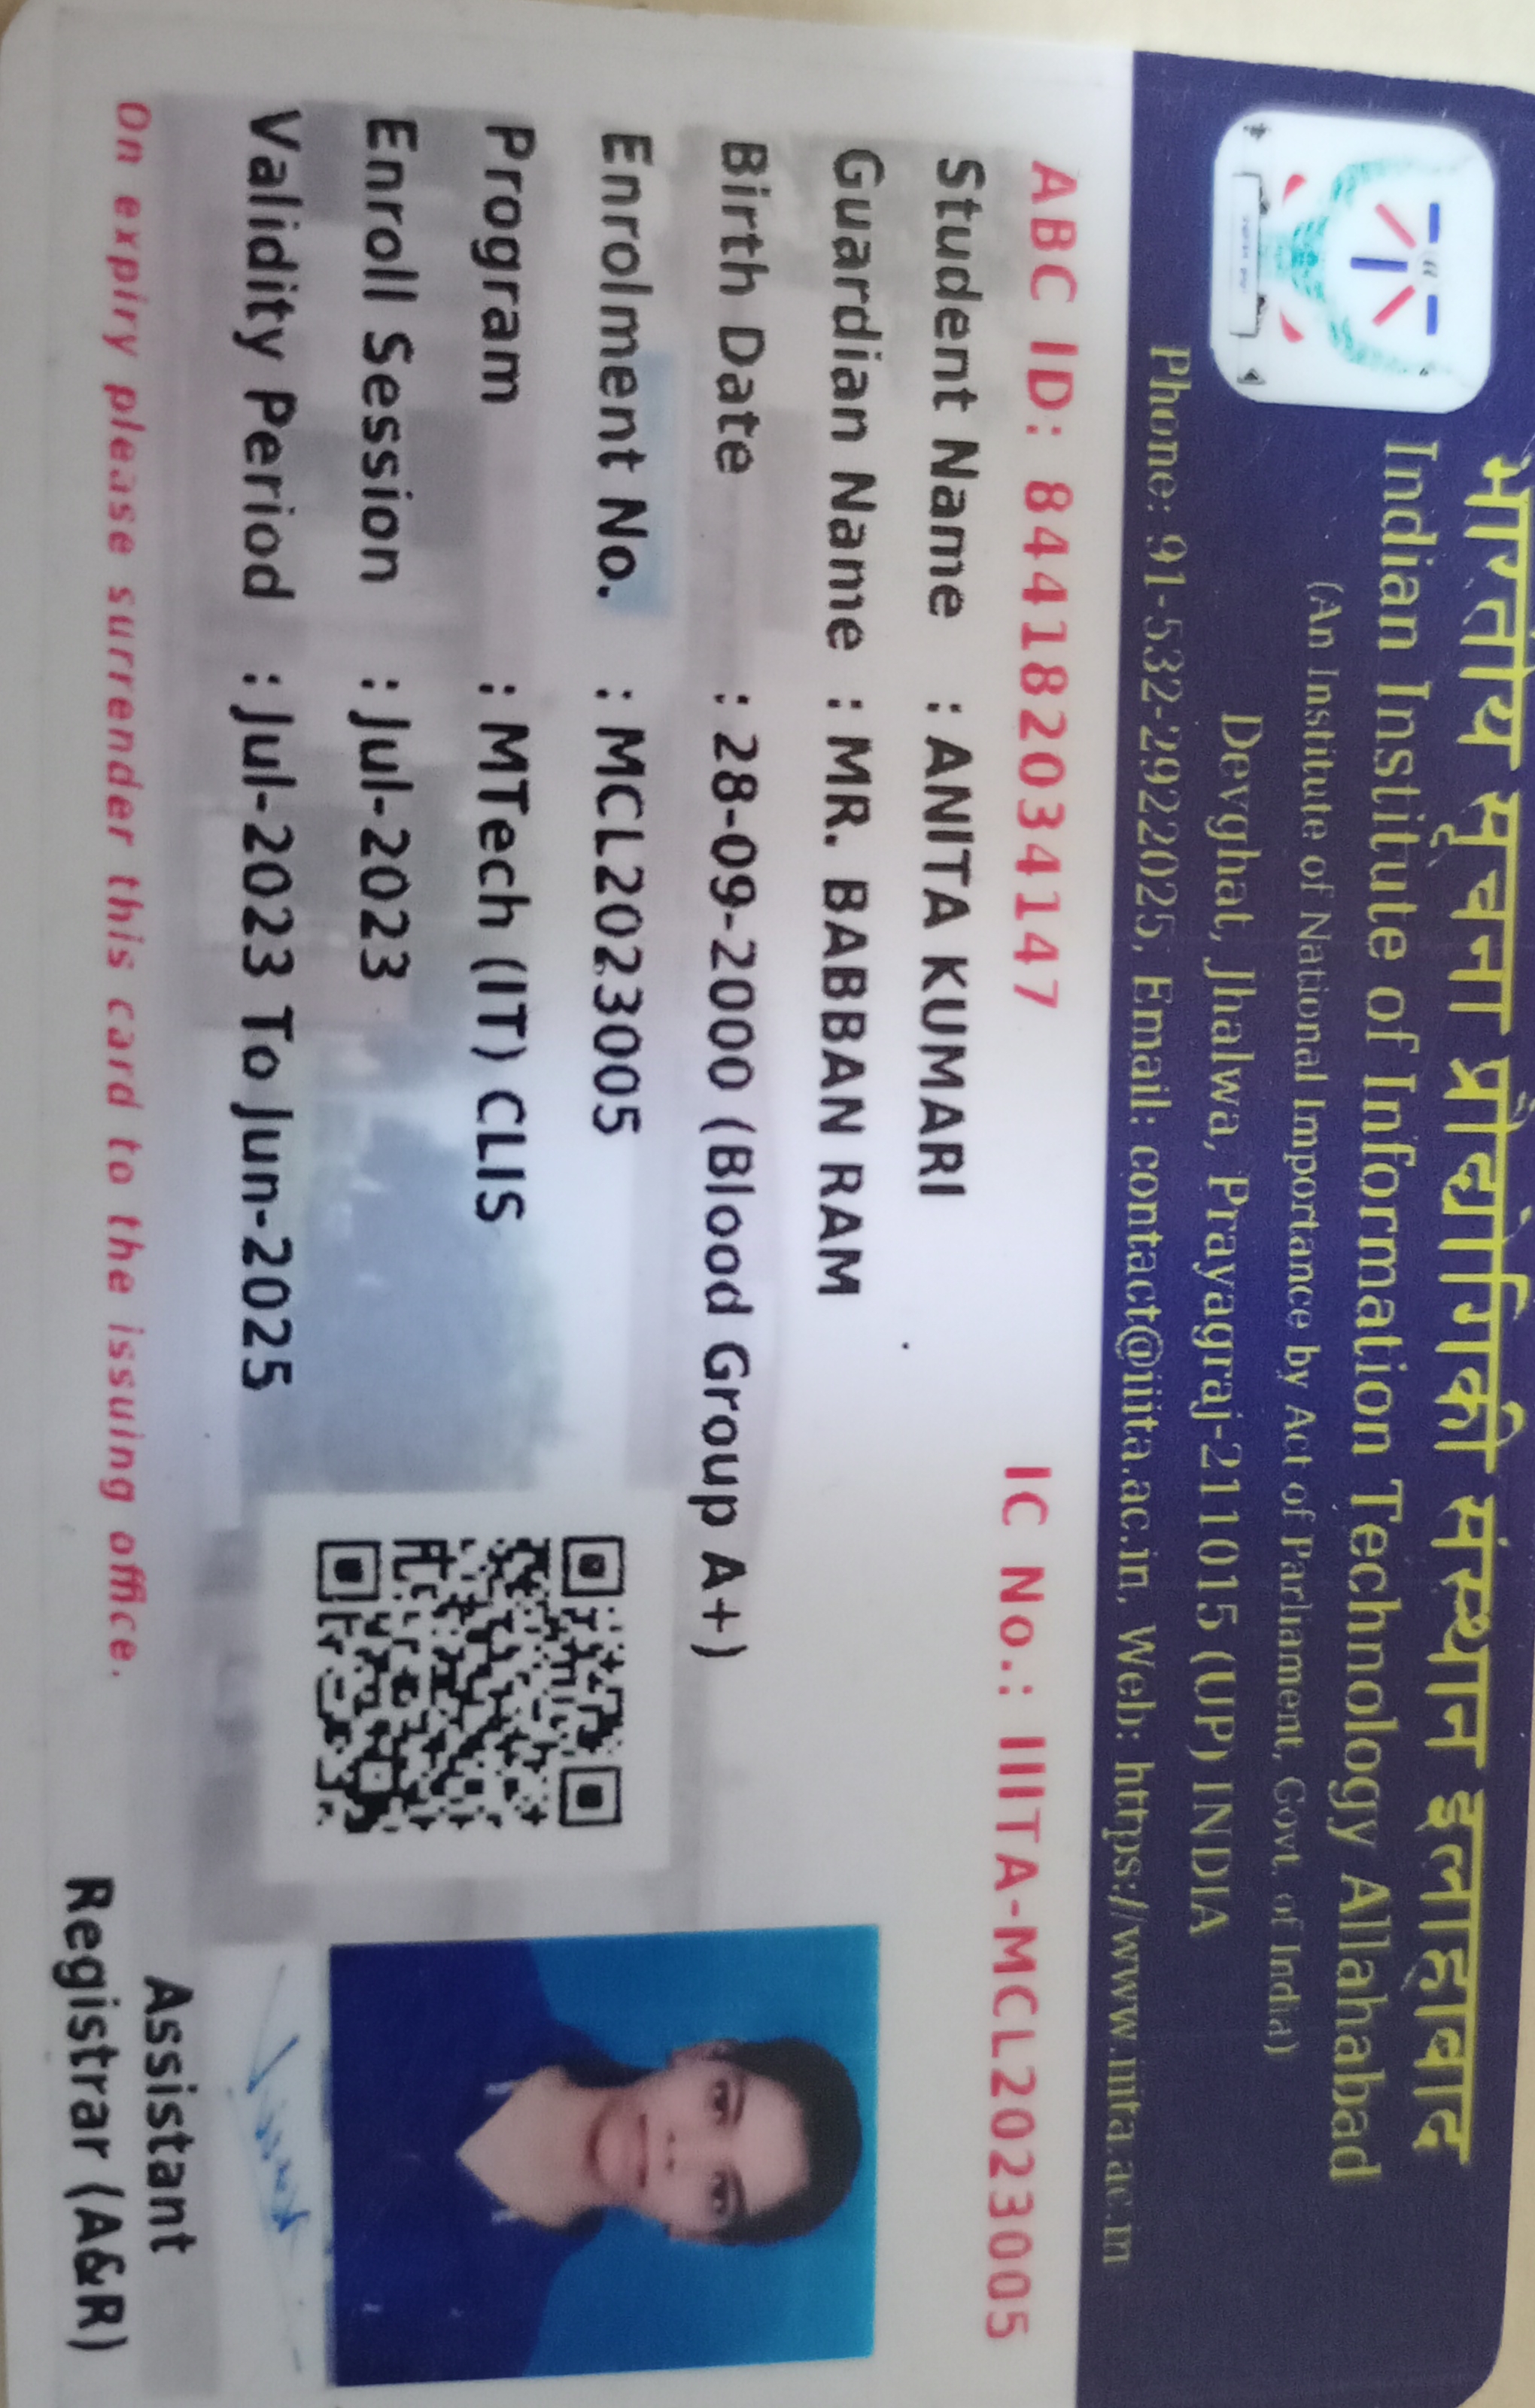 भारतीय सूचना प्रौद्योगिकी संस्थान इलाहाबाद
Indian Institute of Information Technology Allahabad
(An Institute of National Importance by Act of Parliament, Govt. of India)
Devghat, Jhalwa, Prayagraj-211015 (UP) INDIA
Phone: 91-532-2922025, Email: contact@iiita.ac.in, Web: https://www.iiita.ac.in
ABC ID: 844182034147 IC No.: IIITA-MCL2023005
Student Name : ANITA KUMARI
Guardian Name : MR. BABBAN RAM
Birth Date : 28-09-2000 (Blood Group A+)
Enrolment No. : MCL2023005
Program : MTech (IT) CLIS
Enroll Session : Jul-2023
Validity Period : Jul-2023 To Jun-2025
Assistant
Registrar (A&R)
On expiry please surrender this card to the issuing office.